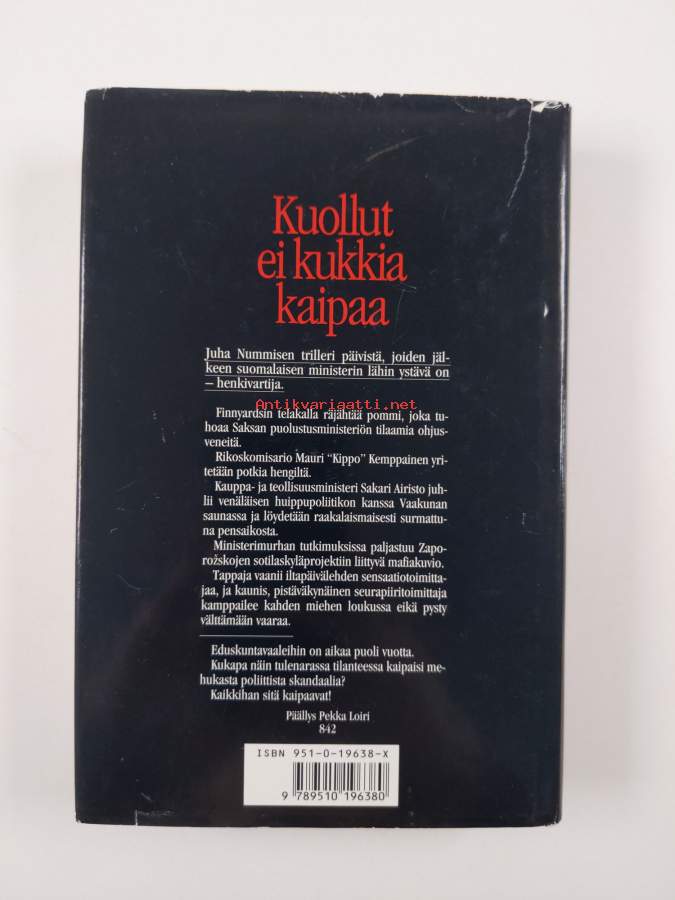 Kuollut
ei kukkia
kaipaa
Juha Nummisen trilleri päivistä, joiden jäl-
keen suomalaisen ministerin lähin ystävä on
– henkivartija.
Antikvariaatti.net
Finnyardsin telakalla räjähtää pommi, joka tu-
hoaa Saksan puolustusministeriön tilaamia ohjus-
veneitä.
Rikoskomisario Mauri “Kippo” Kemppainen yri-
tetään potkia hengiltä.
Kauppa- ja teollisuusministeri Sakari Airisto juh-
lii venäläisen huippupoliitikon kanssa Vaakunan
saunassa ja löydetään raakalaismaisesti surmattu-
na pensaikosta.
Ministerimurhan tutkimuksissa paljastuu Zapo-
rožskojen sotilaskyläprojektiin liittyvä mafiakuvio.
Tappaja vaanii iltapäivälehden sensaatiotoimitta-
jaa, ja kaunis, pistäväkynäinen seurapiiritoimittaja
kamppailee kahden miehen loukussa eikä pysty
välttämään vaaraa.
Eduskuntavaaleihin on aikaa puoli vuotta.
Kukapa näin tulenarassa tilanteessa kaipaisi me-
hukasta poliittista skandaalia?
Kaikkihan sitä kaipaavat!
Päällys Pekka Loiri
842
ISBN 951-0-19638-X
9 789510 196380